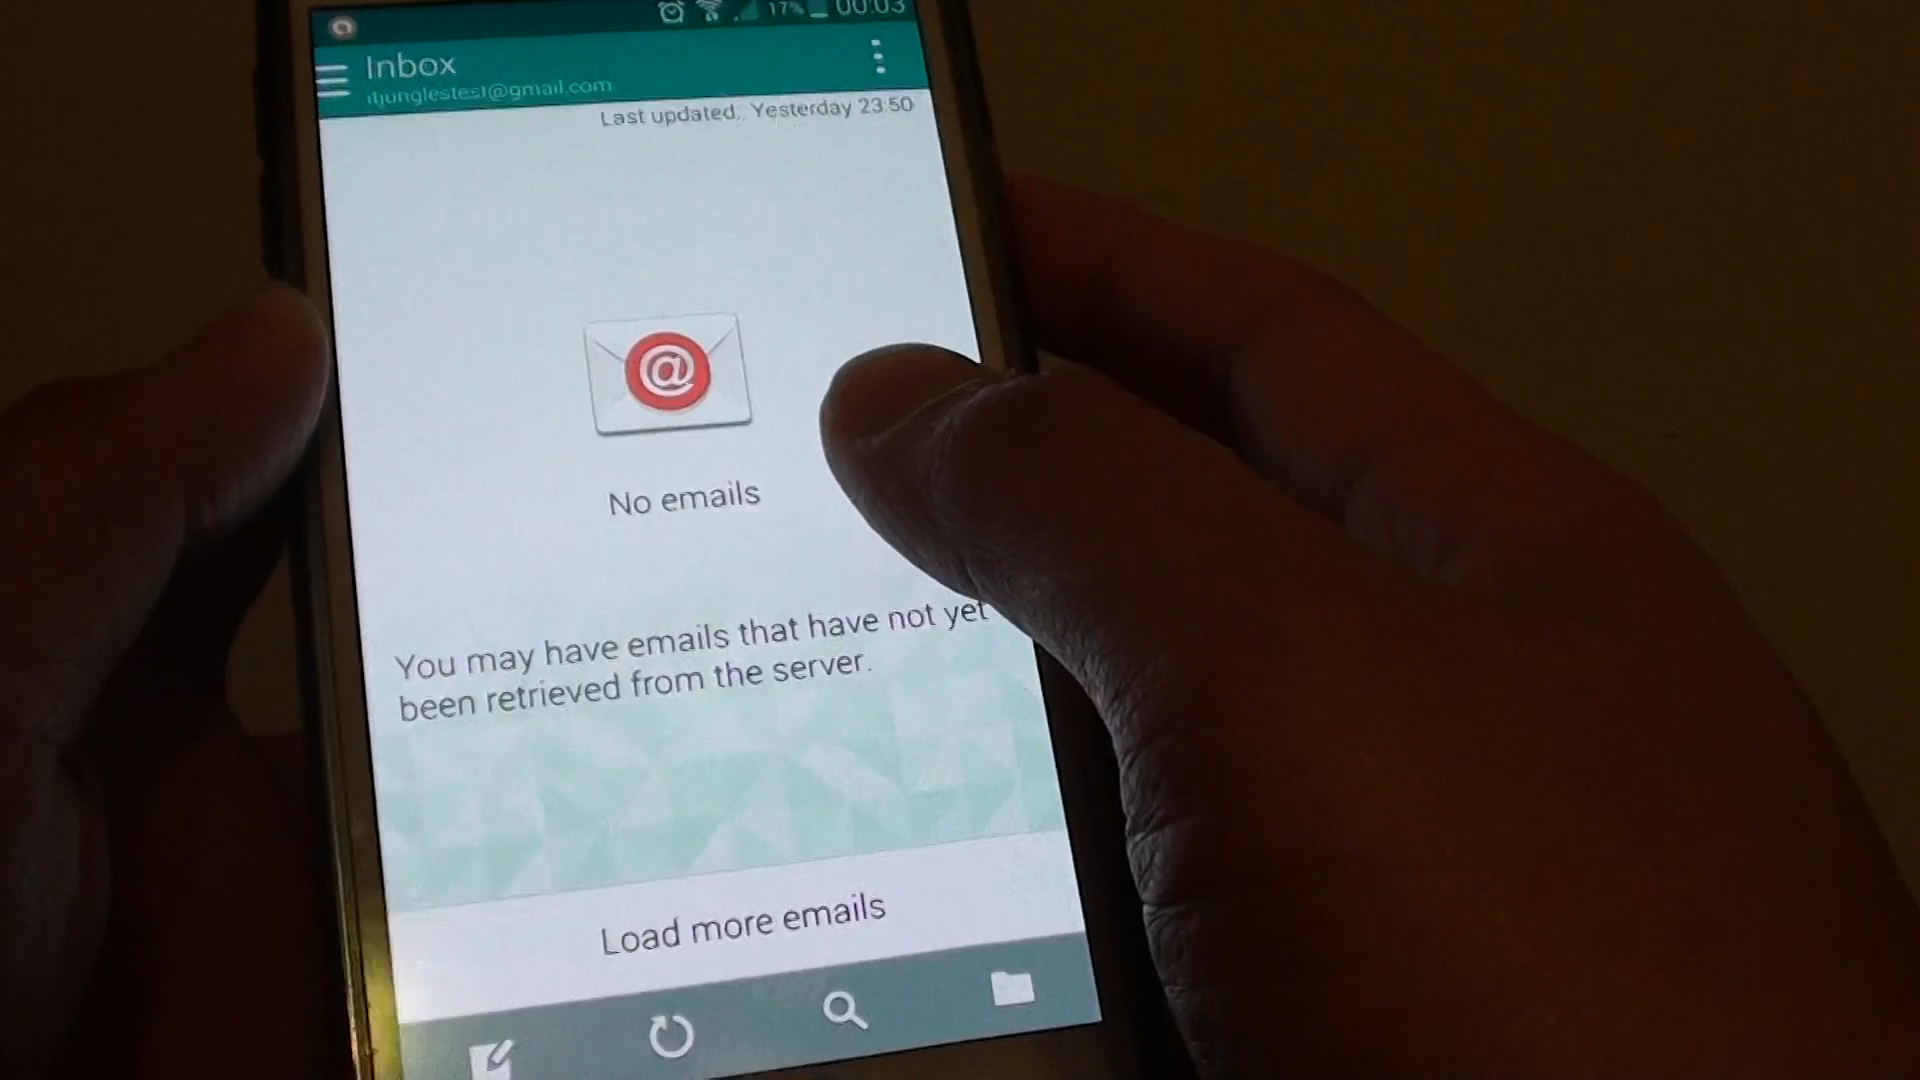 17% 00:03
Inbox
itjunglestest@gmail.com
Last updated: Yesterday 23:50
@
No emails
You may have emails that have not yet
been retrieved from the server.
Load more emails